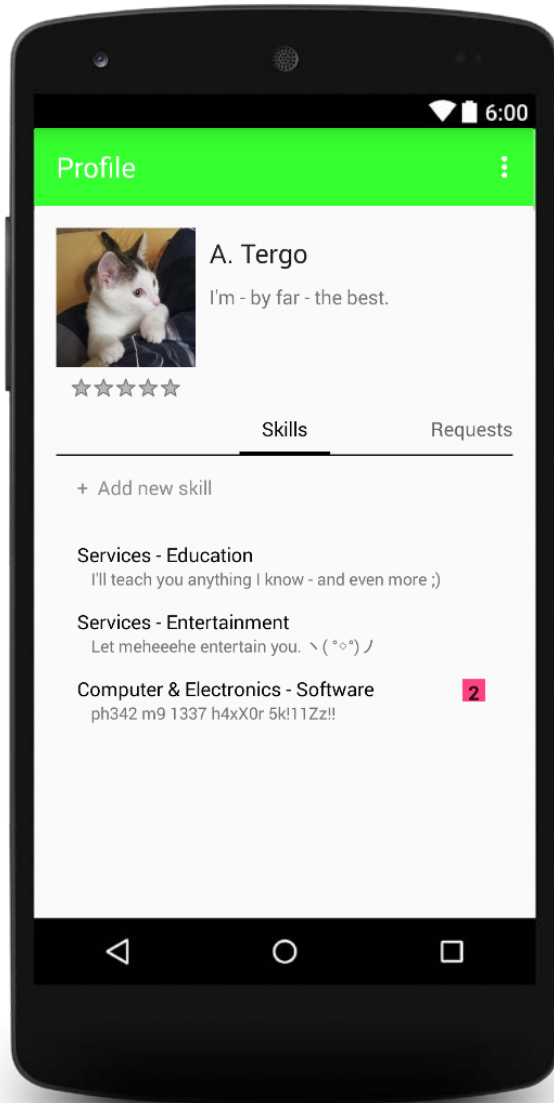 6:00
Profile
A. Tergo
I'm - by far - the best.
Skills
Requests
+ Add new skill
Services - Education
I'll teach you anything I know - and even more ;)
Services - Entertainment
Let meheeehe entertain you. ヽ( °◇°)ノ
Computer & Electronics - Software
2
ph342 m9 1337 h4xX0r 5k!11Zz!!